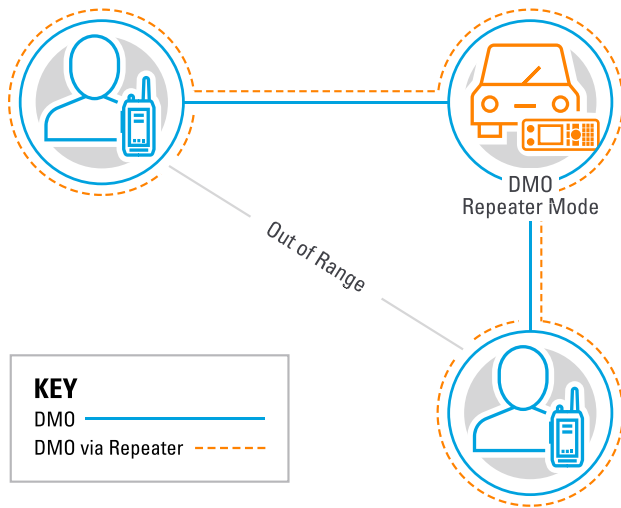 DMO
Repeater Mode
Out of Range
KEY
DMO
DMO via Repeater